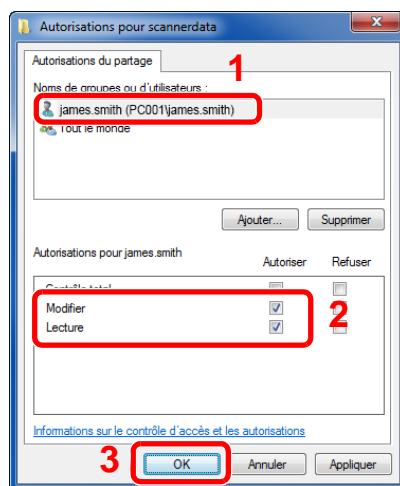 Autorisations pour scannerdata
Autorisations du partage
1
Noms de groupes ou d'utilisateurs :
james.smith (PC001\james.smith)
Tout le monde
Ajouter... Supprimer
Autorisations pour james.smith Autoriser Refuser
Contrôle total
Modifier
2
Lecture
Informations sur le contrôle d'accès et les autorisations
3 OK Annuler Appliquer